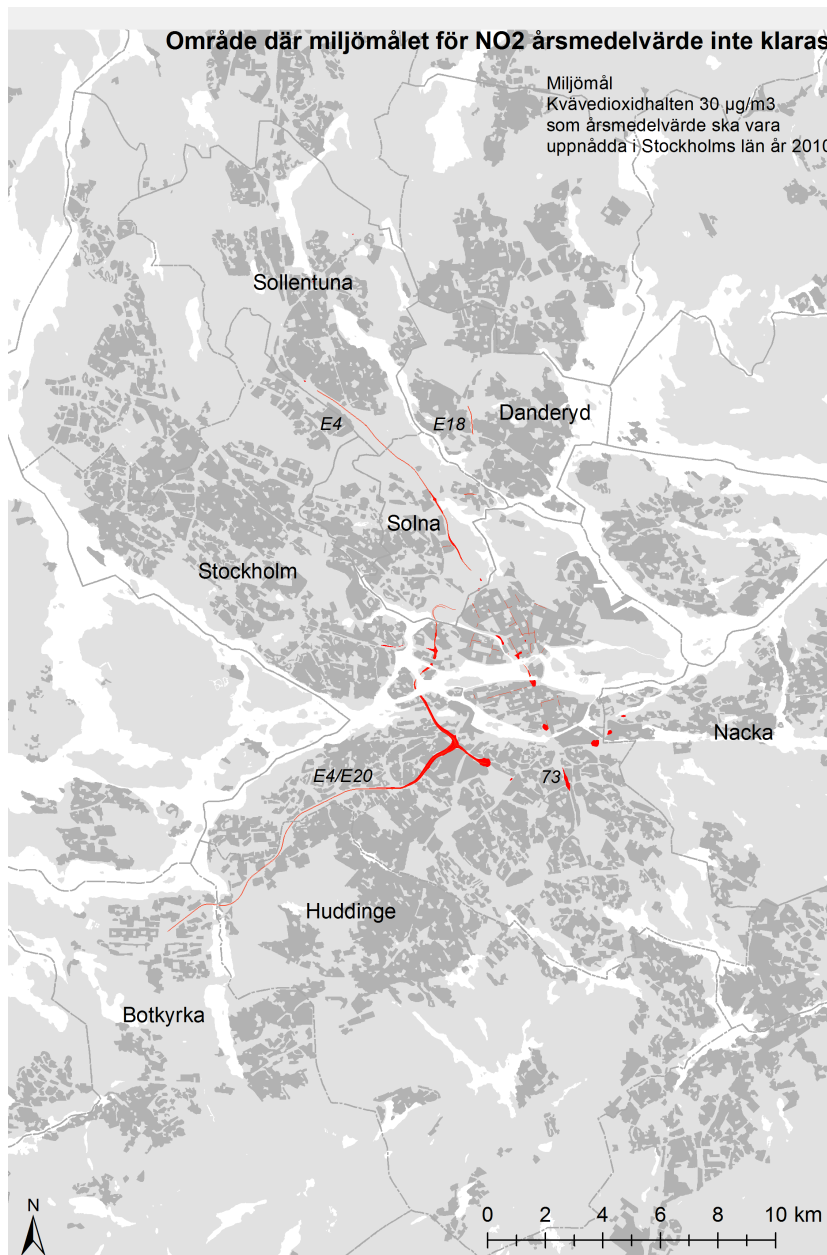 Område där miljömålet för NO2 årsmedelvärde inte klaras
Miljömål
Kvävedioxidhalten 30 µg/m3
som årsmedelvärde ska vara
uppnådda i Stockholms län år 2010
Sollentuna
Danderyd
E4
E18
Solna
Stockholm
Nacka
E4/E20
73
Huddinge
Botkyrka
N
0 2 4 6 8 10 km